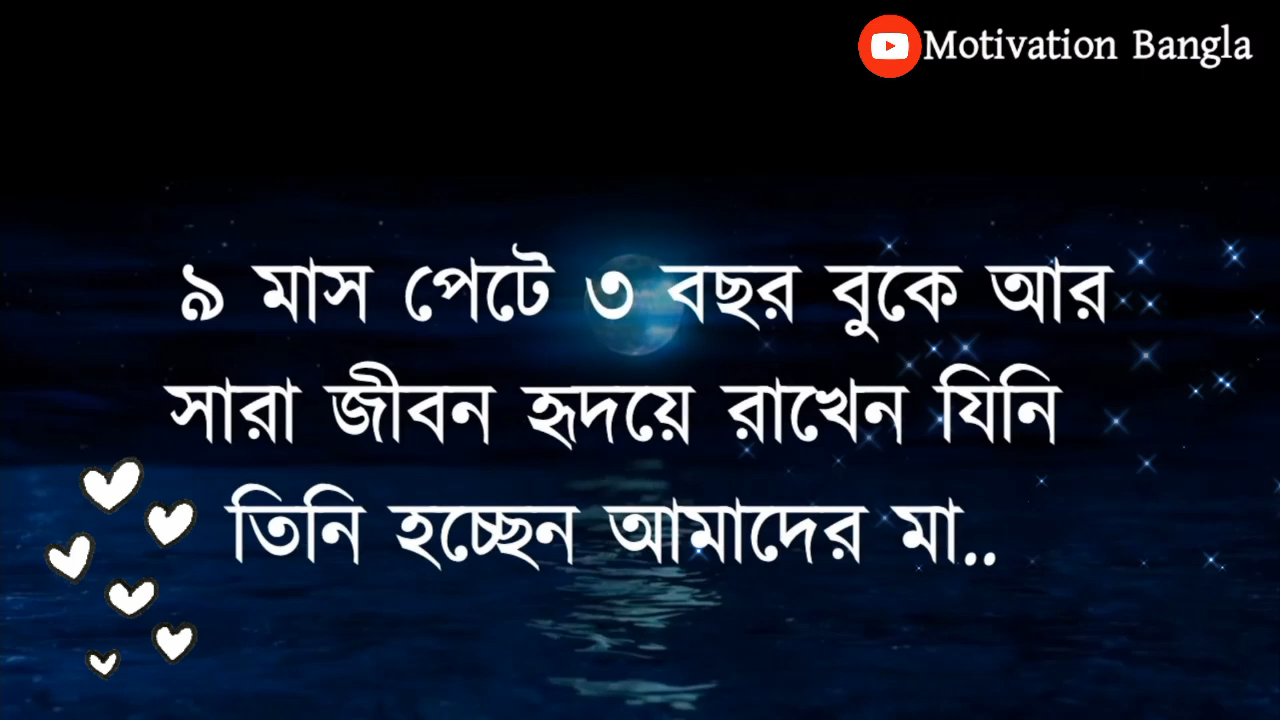 Motivation Bangla
৯ মাস পেটে ৩ বছর বুকে আর
সারা জীবন হৃদয়ে রাখেন যিনি
তিনি হচ্ছেন আমাদের মা..